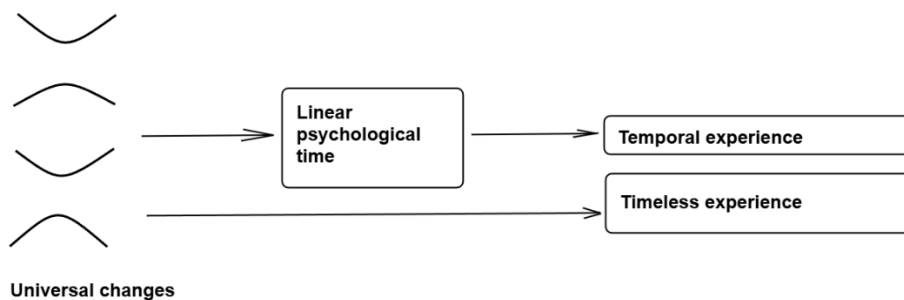 Linear
psychological
time
Temporal experience
Timeless experience
Universal changes